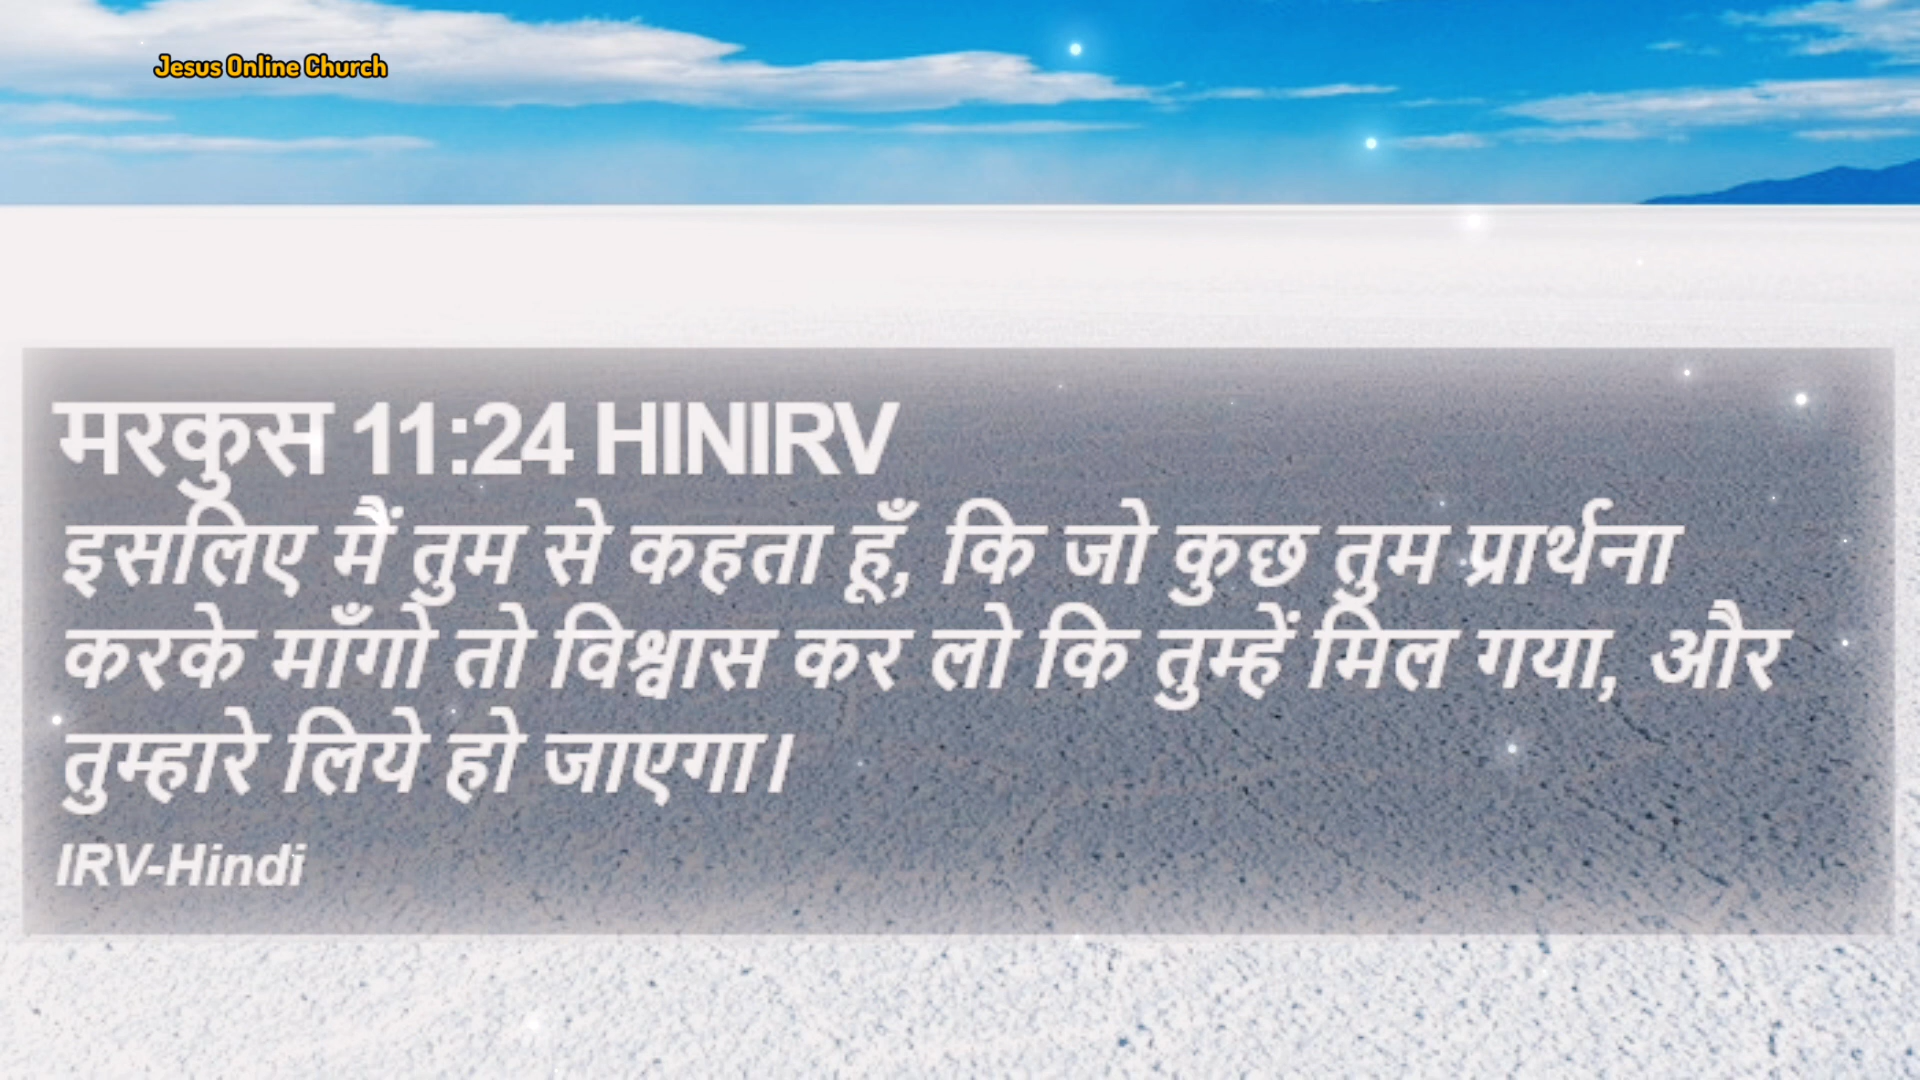 Jesus Online Church
मरकुस 11:24 HINIRV
इसलिए मैं तुम से कहता हूँ, कि जो कुछ तुम प्रार्थना
करके माँगो तो विश्वास कर लो कि तुम्हें मिल गया, और
तुम्हारे लिये हो जाएगा।
IRV-Hindi